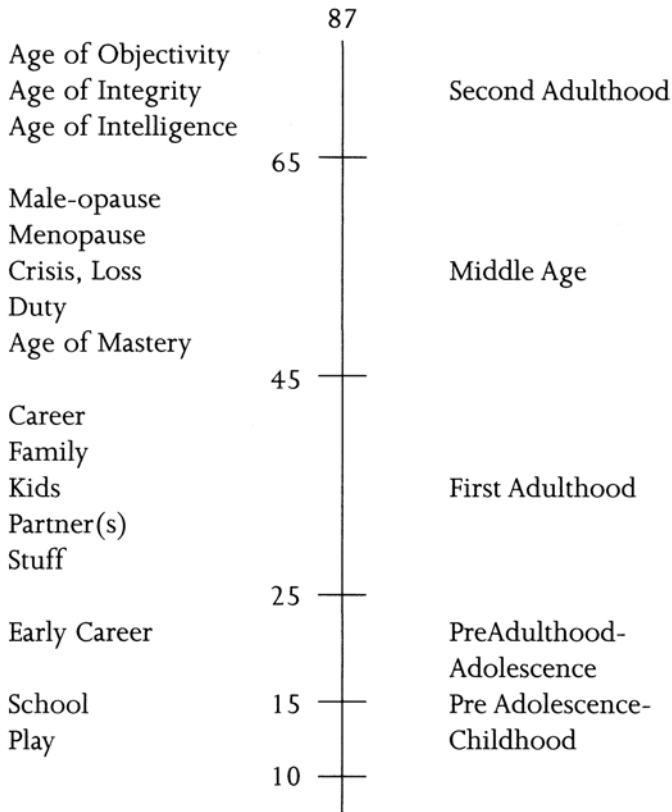 87
Age of Objectivity
Age of Integrity Second Adulthood
Age of Intelligence
65
Male-opause
Menopause
Crisis, Loss Middle Age
Duty
Age of Mastery
45
Career
Family
Kids First Adulthood
Partner(s)
Stuff
25
Early Career PreAdulthood-
Adolescence
School 15 Pre Adolescence-
Play Childhood
10